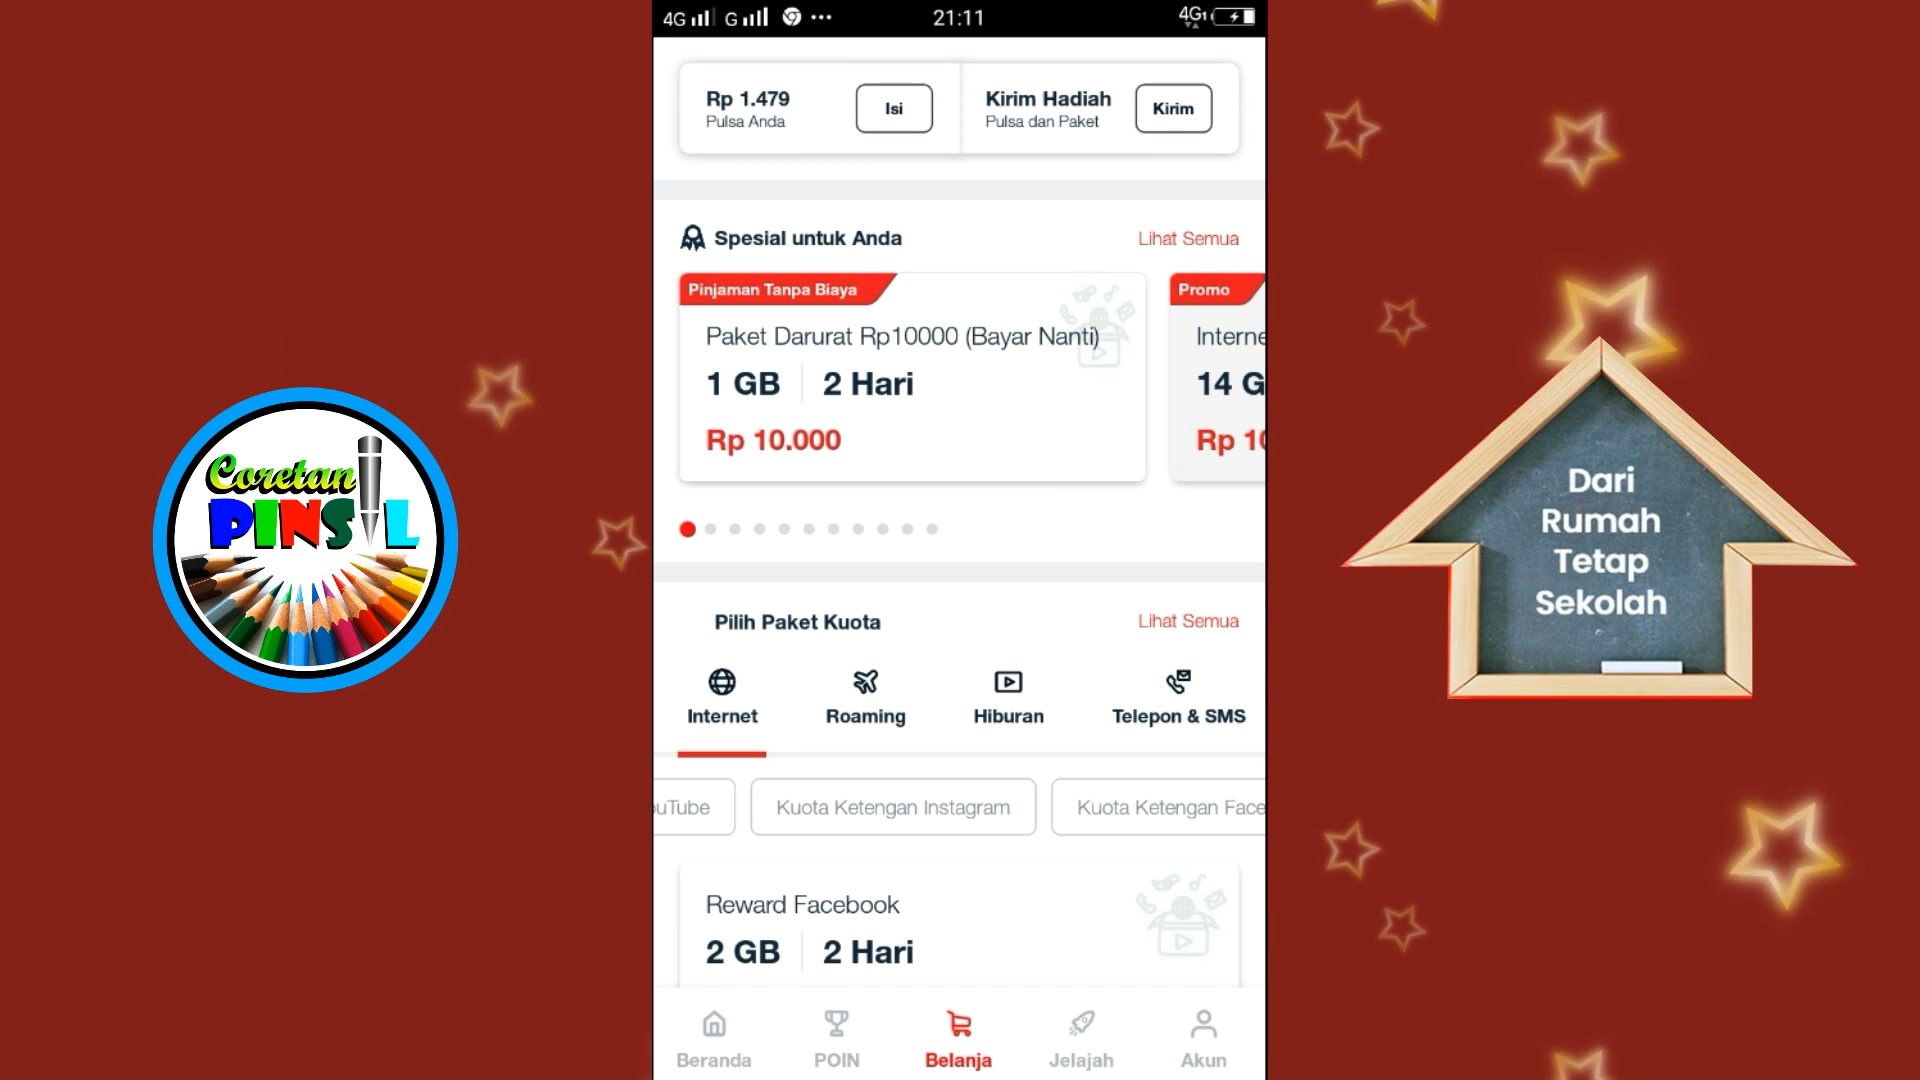 4G G 21:11 4G1
Rp 1.479
Pulsa Anda
Isi
Kirim Hadiah
Pulsa dan Paket
Kirim
Spesial untuk Anda
Lihat Semua
Pinjaman Tanpa Biaya
Paket Darurat Rp10000 (Bayar Nanti)
1 GB 2 Hari
Rp 10.000
Promo
Interne
14 G
Rp 10
Pilih Paket Kuota
Lihat Semua
Internet Roaming Hiburan Telepon & SMS
ouTube Kuota Ketengan Instagram Kuota Ketengan Face
Reward Facebook
2 GB 2 Hari
Beranda POIN Belanja Jelajah Akun
Coretan
PINSIL
Dari
Rumah
Tetap
Sekolah